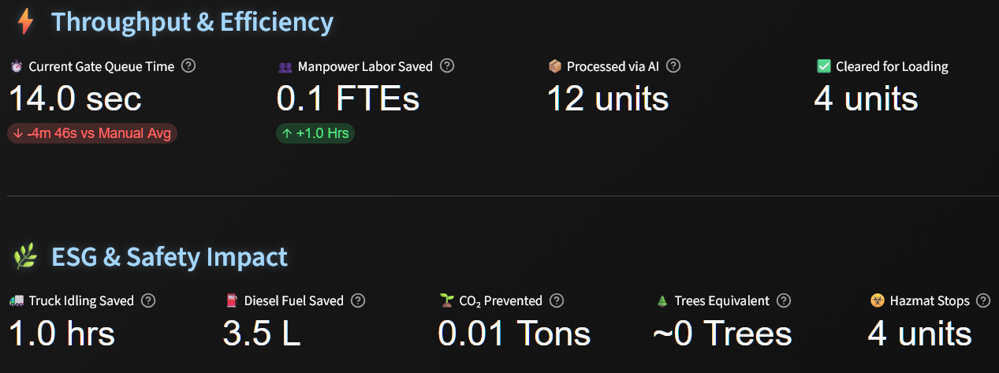 Throughput & Efficiency
Current Gate Queue Time
Manpower Labor Saved
Processed via AI
Cleared for Loading
14.0 sec
0.1 FTEs
12 units
4 units
↓ -4m 46s vs Manual Avg
↑ +1.0 Hrs
ESG & Safety Impact
Truck Idling Saved
Diesel Fuel Saved
CO₂ Prevented
Trees Equivalent
Hazmat Stops
1.0 hrs
3.5 L
0.01 Tons
~0 Trees
4 units